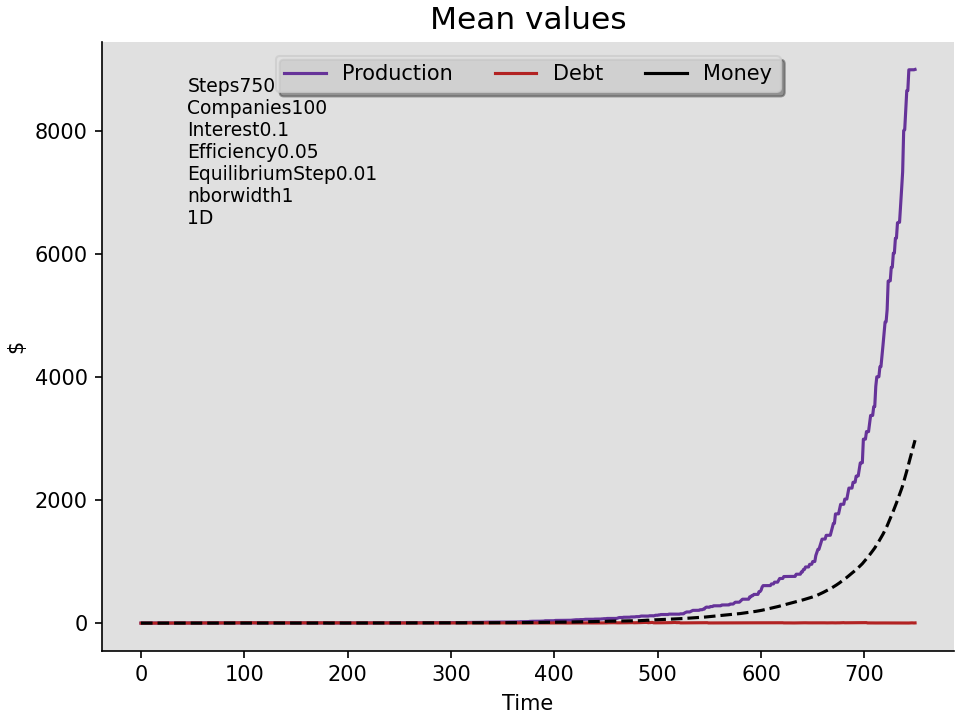 Mean values
Production Debt Money
Steps750
Companies100
Interest0.1
Efficiency0.05
EquilibriumStep0.01
nborwidth1
1D
8000
6000
4000
2000
0
$
0 100 200 300 400 500 600 700
Time